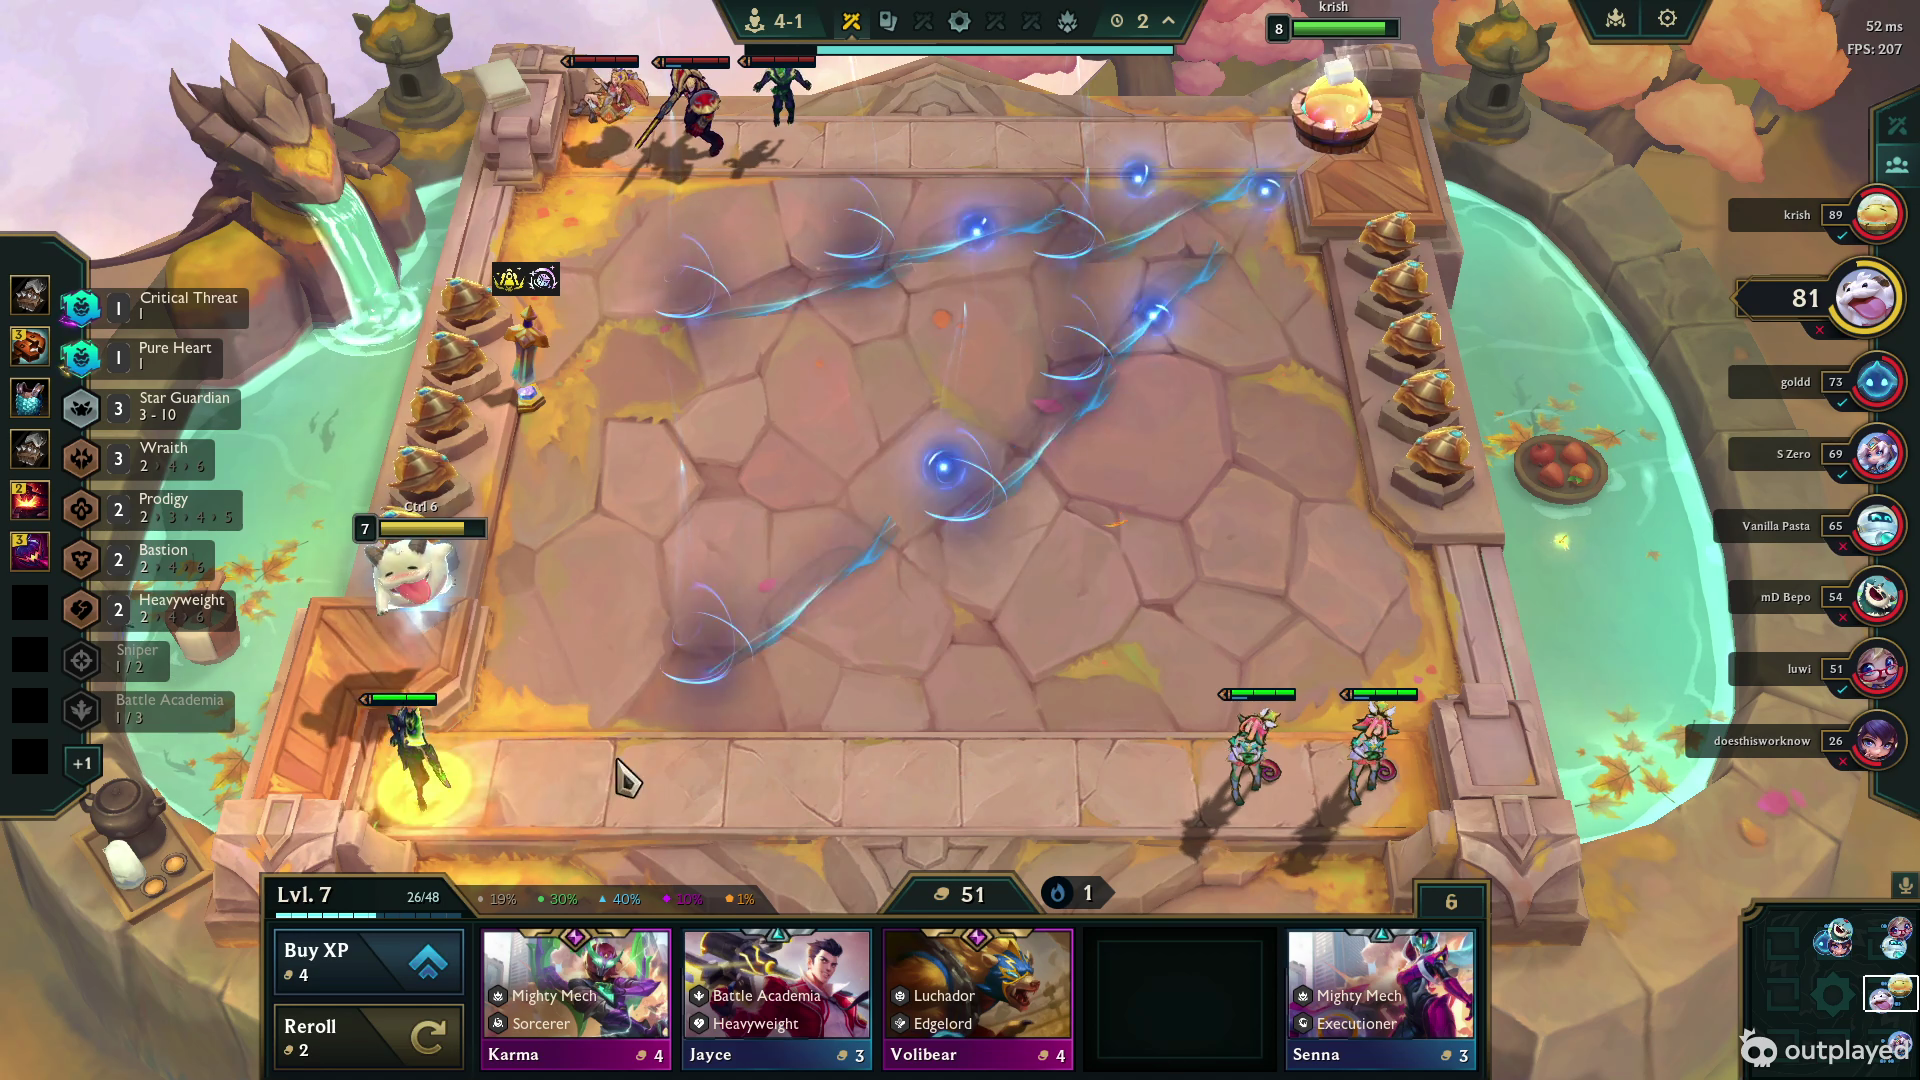 4-1
2
krish
8
52 ms
FPS: 207
krish 89
81
goldd 73
S Zero 69
Vanilla Pasta 65
mD Bepo 54
luwi 51
doesthisworknow 26
1 Critical Threat
1
1 Pure Heart
1
3 Star Guardian
3 - 10
3 Wraith
2 › 4 › 6
3
2 Prodigy
2 › 3 › 4 › 5
2
2 Bastion
2 › 4 › 6
3
2 Heavyweight
2 › 4 › 6
Sniper
1 / 2
Battle Academia
1 / 3
+1
Ctrl 6
7
Lvl. 7
26/48
19% 30% 40% 10% 1%
51
1
6
Buy XP
4
Reroll
2
Mighty Mech
Sorcerer
Karma 4
Battle Academia
Heavyweight
Jayce 3
Luchador
Edgelord
Volibear 4
Mighty Mech
Executioner
Senna 3
outplayed